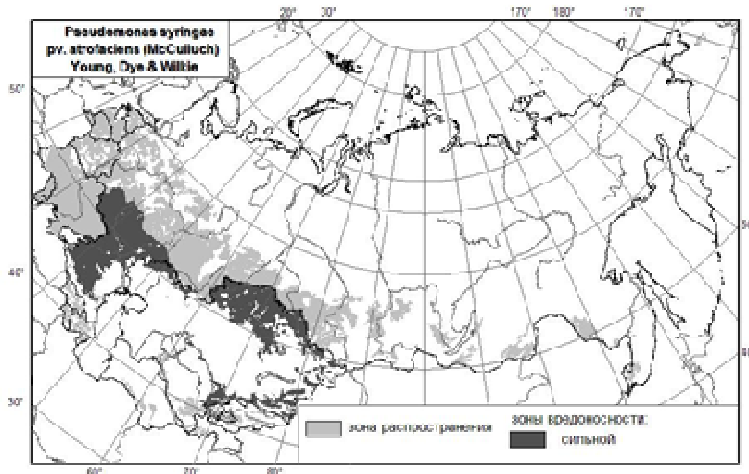 20° 30° 170° 180° 170°
Pseudomonas syringae
pv. atrofaciens (McCulluch)
Young, Dye & Wilkie
50°
40°
30°
60° 70° 80°
зона распространения
зоны вредоносности:
сильной